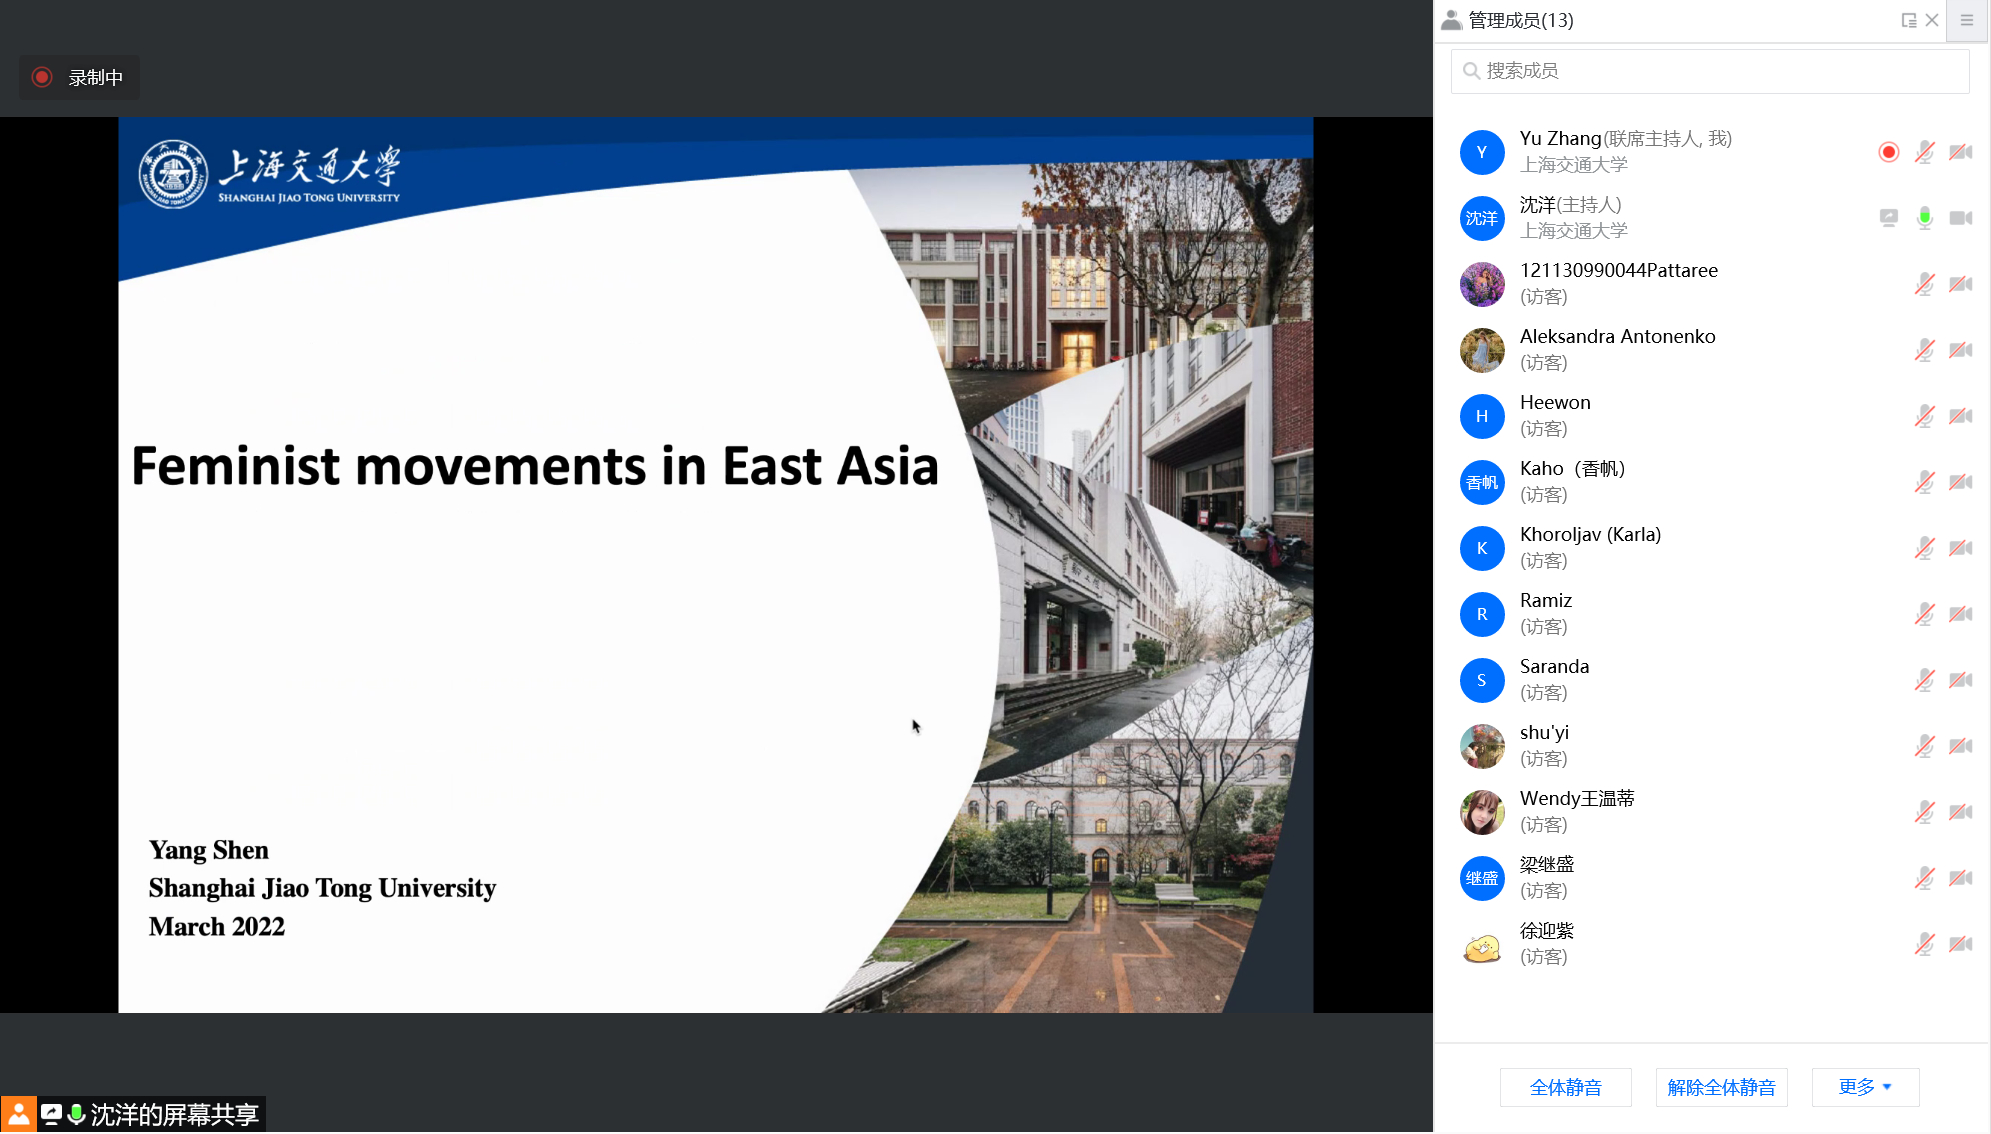 录制中
上海交通大学
SHANGHAI JIAO TONG UNIVERSITY
Feminist movements in East Asia
Yang Shen
Shanghai Jiao Tong University
March 2022
沈洋的屏幕共享
管理成员(13)
搜索成员
Y
Yu Zhang(联席主持人, 我)
上海交通大学
沈洋
沈洋(主持人)
上海交通大学
121130990044Pattaree
(访客)
Aleksandra Antonenko
(访客)
H
Heewon
(访客)
香帆
Kaho（香帆）
(访客)
K
Khoroljav (Karla)
(访客)
R
Ramiz
(访客)
S
Saranda
(访客)
shu'yi
(访客)
Wendy王温蒂
(访客)
继盛
梁继盛
(访客)
徐迎紫
(访客)
全体静音
解除全体静音
更多